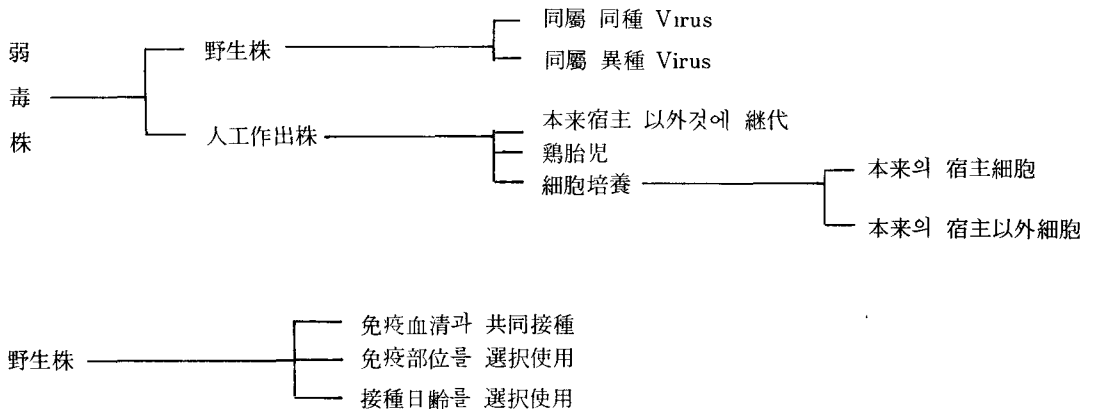 弱毒株
野生株
同屬 同種 Virus
同屬 異種 Virus
人工作出株
本来宿主 以外것에 継代
鶏胎児
細胞培養
本来의 宿主細胞
本来의 宿主以外細胞
野生株
免疫血清과 共同接種
免疫部位를 選択使用
接種日齢를 選択使用